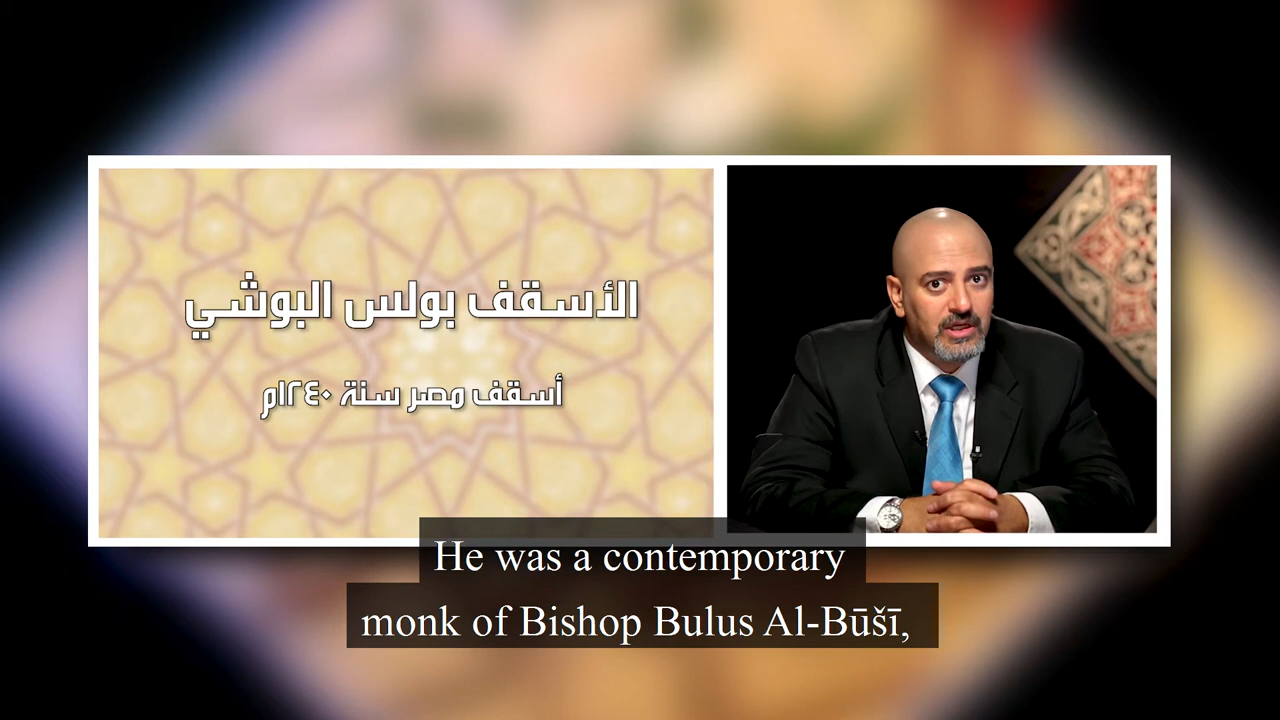 الأسقف بولس البوشي
أسقف مصر سنة ١٢٤٠م
He was a contemporary
monk of Bishop Bulus Al-Būšī,